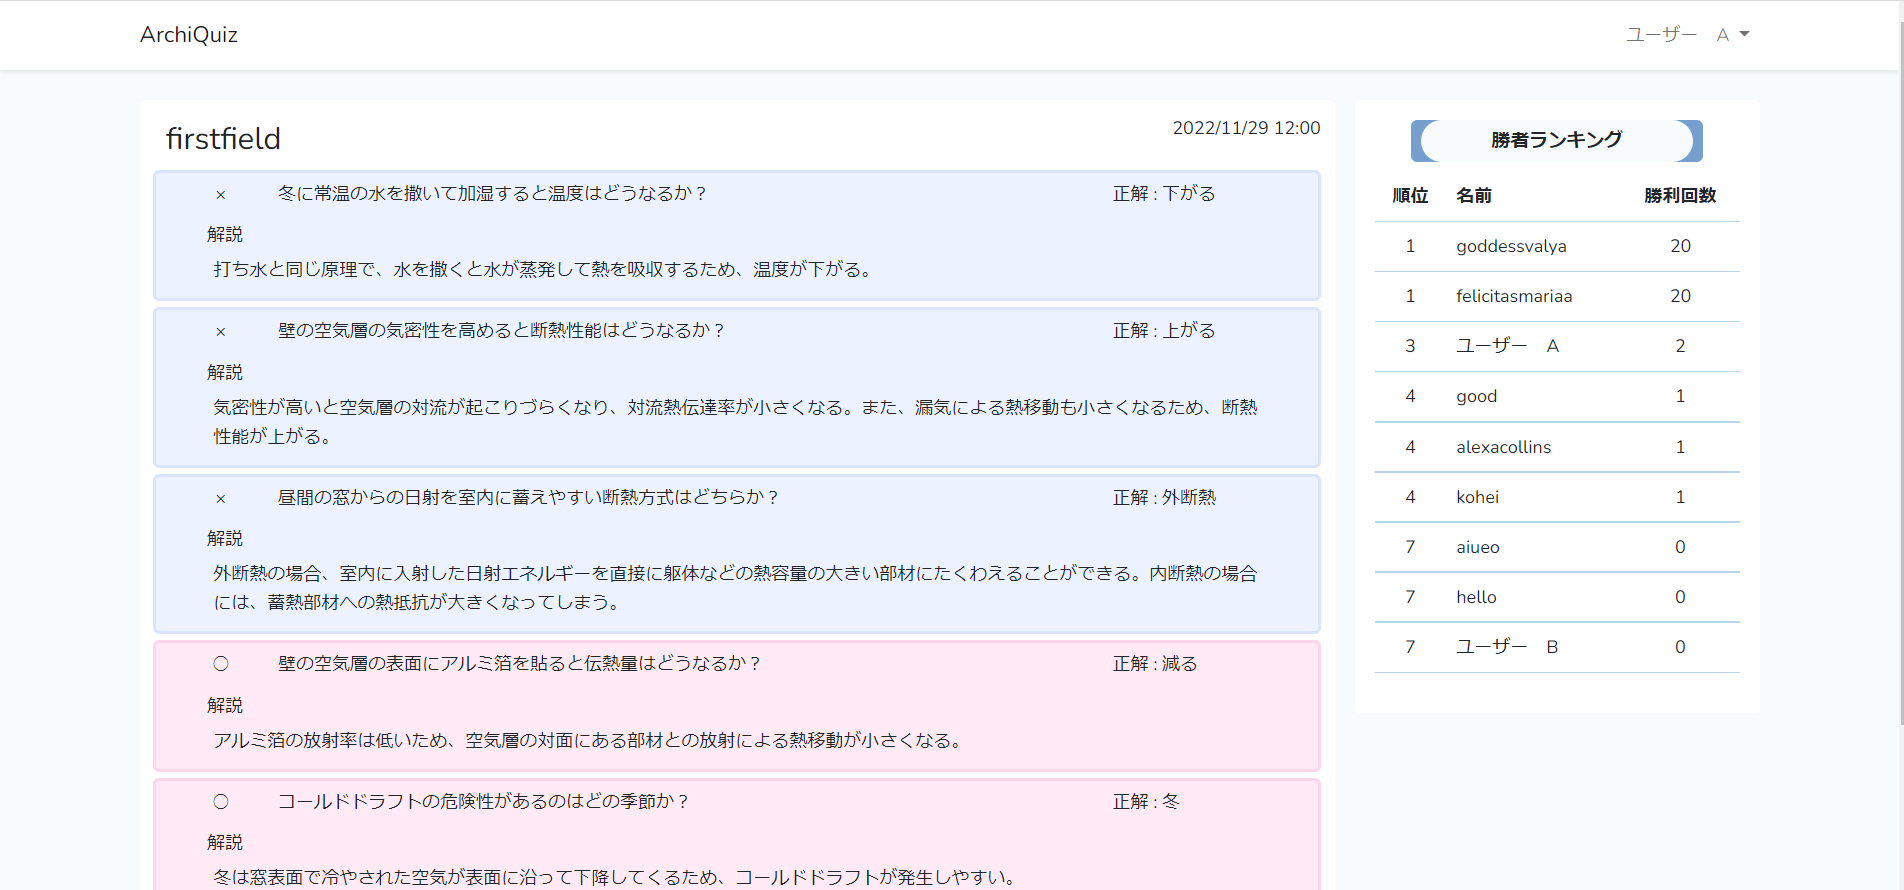 ArchiQuiz
ユーザー　A
firstfield
2022/11/29 12:00
× 冬に常温の水を撒いて加湿すると温度はどうなるか？ 正解 : 下がる
解説
打ち水と同じ原理で、水を撒くと水が蒸発して熱を吸収するため、温度が下がる。
× 壁の空気層の気密性を高めると断熱性能はどうなるか？ 正解 : 上がる
解説
気密性が高いと空気層の対流が起こりづらくなり、対流熱伝達率が小さくなる。また、漏気による熱移動も小さくなるため、断熱
性能が上がる。
× 昼間の窓からの日射を室内に蓄えやすい断熱方式はどちらか？ 正解 : 外断熱
解説
外断熱の場合、室内に入射した日射エネルギーを直接に躯体などの熱容量の大きい部材にたくわえることができる。内断熱の場合
には、蓄熱部材への熱抵抗が大きくなってしまう。
〇 壁の空気層の表面にアルミ箔を貼ると伝熱量はどうなるか？ 正解 : 減る
解説
アルミ箔の放射率は低いため、空気層の対面にある部材との放射による熱移動が小さくなる。
〇 コールドドラフトの危険性があるのはどの季節か？ 正解 : 冬
解説
冬は窓表面で冷やされた空気が表面に沿って下降してくるため、コールドドラフトが発生しやすい。
勝者ランキング
順位 名前 勝利回数
1 goddessvalya 20
1 felicitasmariaa 20
3 ユーザー　A 2
4 good 1
4 alexacollins 1
4 kohei 1
7 aiueo 0
7 hello 0
7 ユーザー　B 0